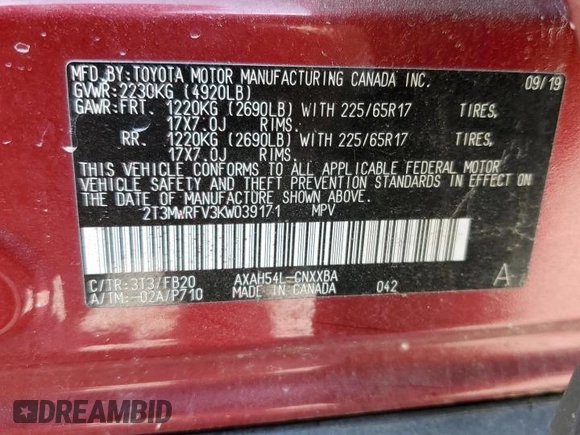 MFD.BY:TOYOTA MOTOR MANUFACTURING CANADA INC. 09/19
GVWR:2230KG (4920LB)
GAWR:FRT. 1220KG (2690LB) WITH 225/65R17 TIRES,
17X7.0J RIMS.
RR. 1220KG (2690LB) WITH 225/65R17 TIRES,
17X7.0J RIMS.
THIS VEHICLE CONFORMS TO ALL APPLICABLE FEDERAL MOTOR
VEHICLE SAFETY AND THEFT PREVENTION STANDARDS IN EFFECT ON
THE DATE OF MANUFACTURE SHOWN ABOVE.
2T3MWRFV3KW039171 MPV
C/TR:3T3/FB20 AXAH54L-CNXXBA A
A/TM:-02A/P710 MADE IN CANADA 042
DREAMBID